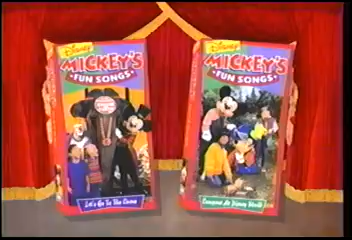 Disney
MICKEY'S
FUN SONGS
Let's Go To The Circus
Disney
MICKEY'S
FUN SONGS
Campout At Disney World